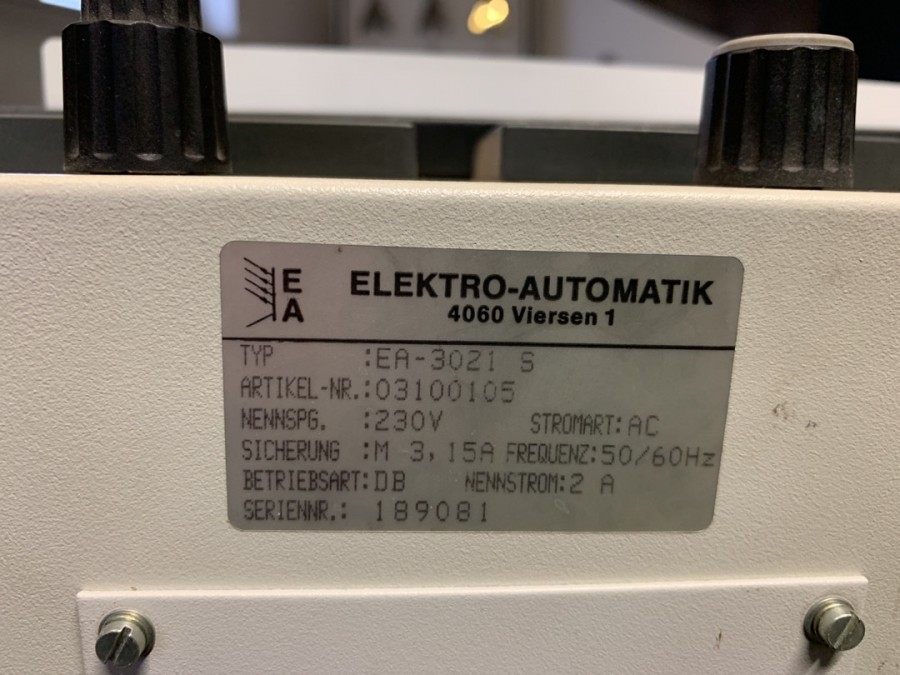 E
A
ELEKTRO-AUTOMATIK
4060 Viersen 1
TYP :EA-3021 S
ARTIKEL-NR.:03100105
NENNSPG. :230V STROMART:AC
SICHERUNG :M 3,15A FREQUENZ:50/60Hz
BETRIEBSART:DB NENNSTROM:2 A
SERIENNR.: 189081